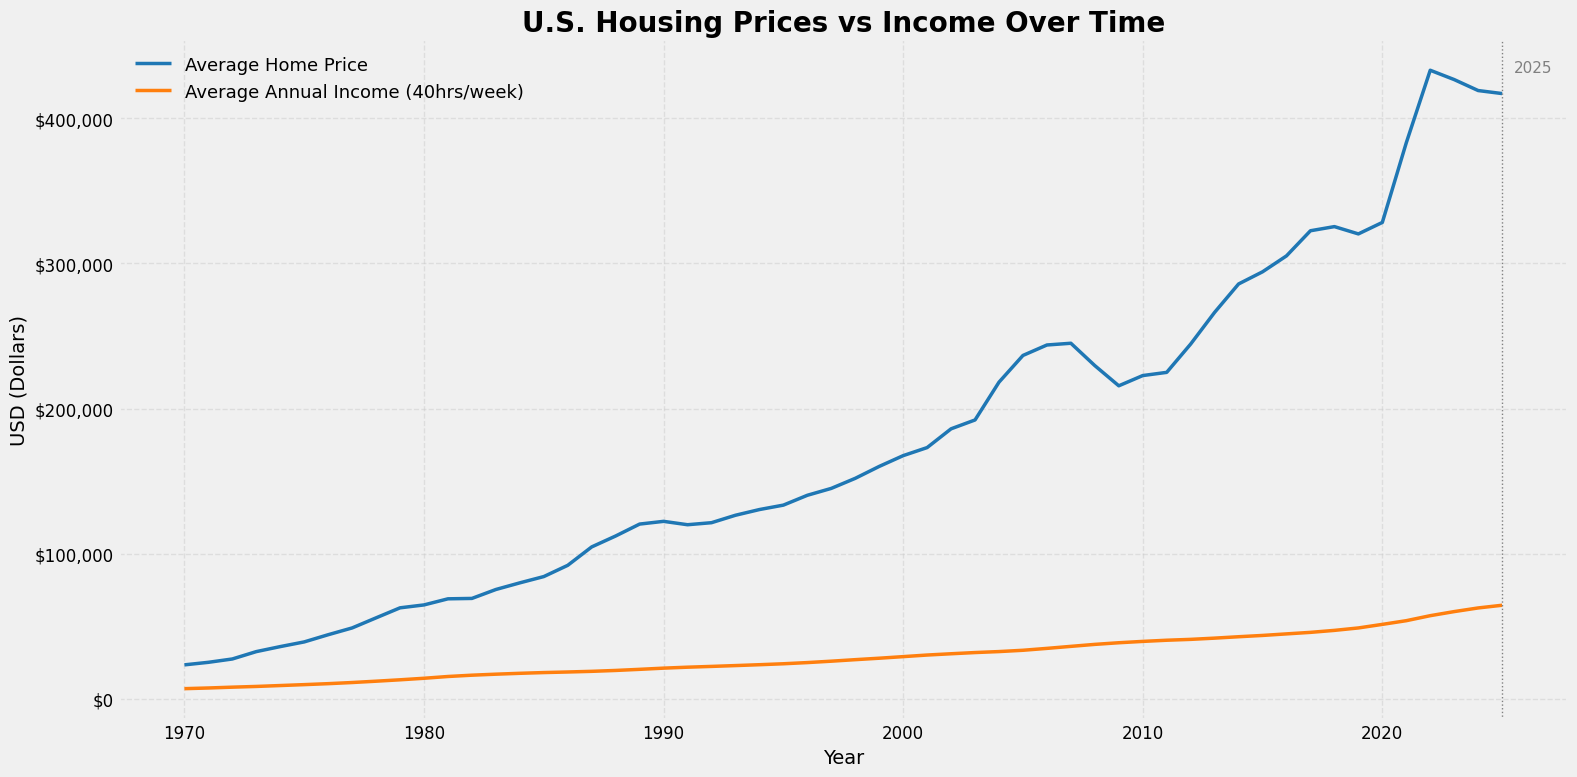 U.S. Housing Prices vs Income Over Time
Average Home Price
Average Annual Income (40hrs/week)
2025
$400,000
$300,000
$200,000
$100,000
$0
USD (Dollars)
1970 1980 1990 2000 2010 2020
Year